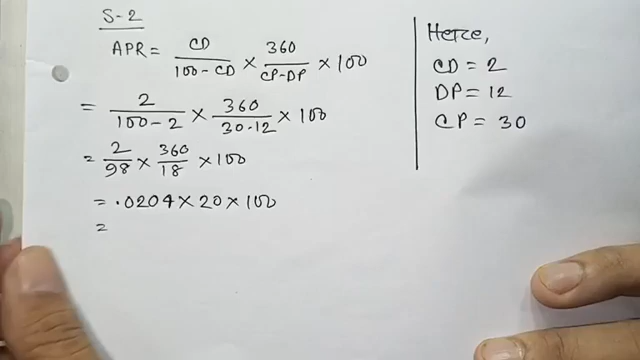 S-2
APR = CD / 100 - CD × 360 / CP - DP × 100
= 2 / 100 - 2 × 360 / 30 - 12 × 100
= 2 / 98 × 360 / 18 × 100
= .0204 × 20 × 100
=
Here,
CD = 2
DP = 12
CP = 30